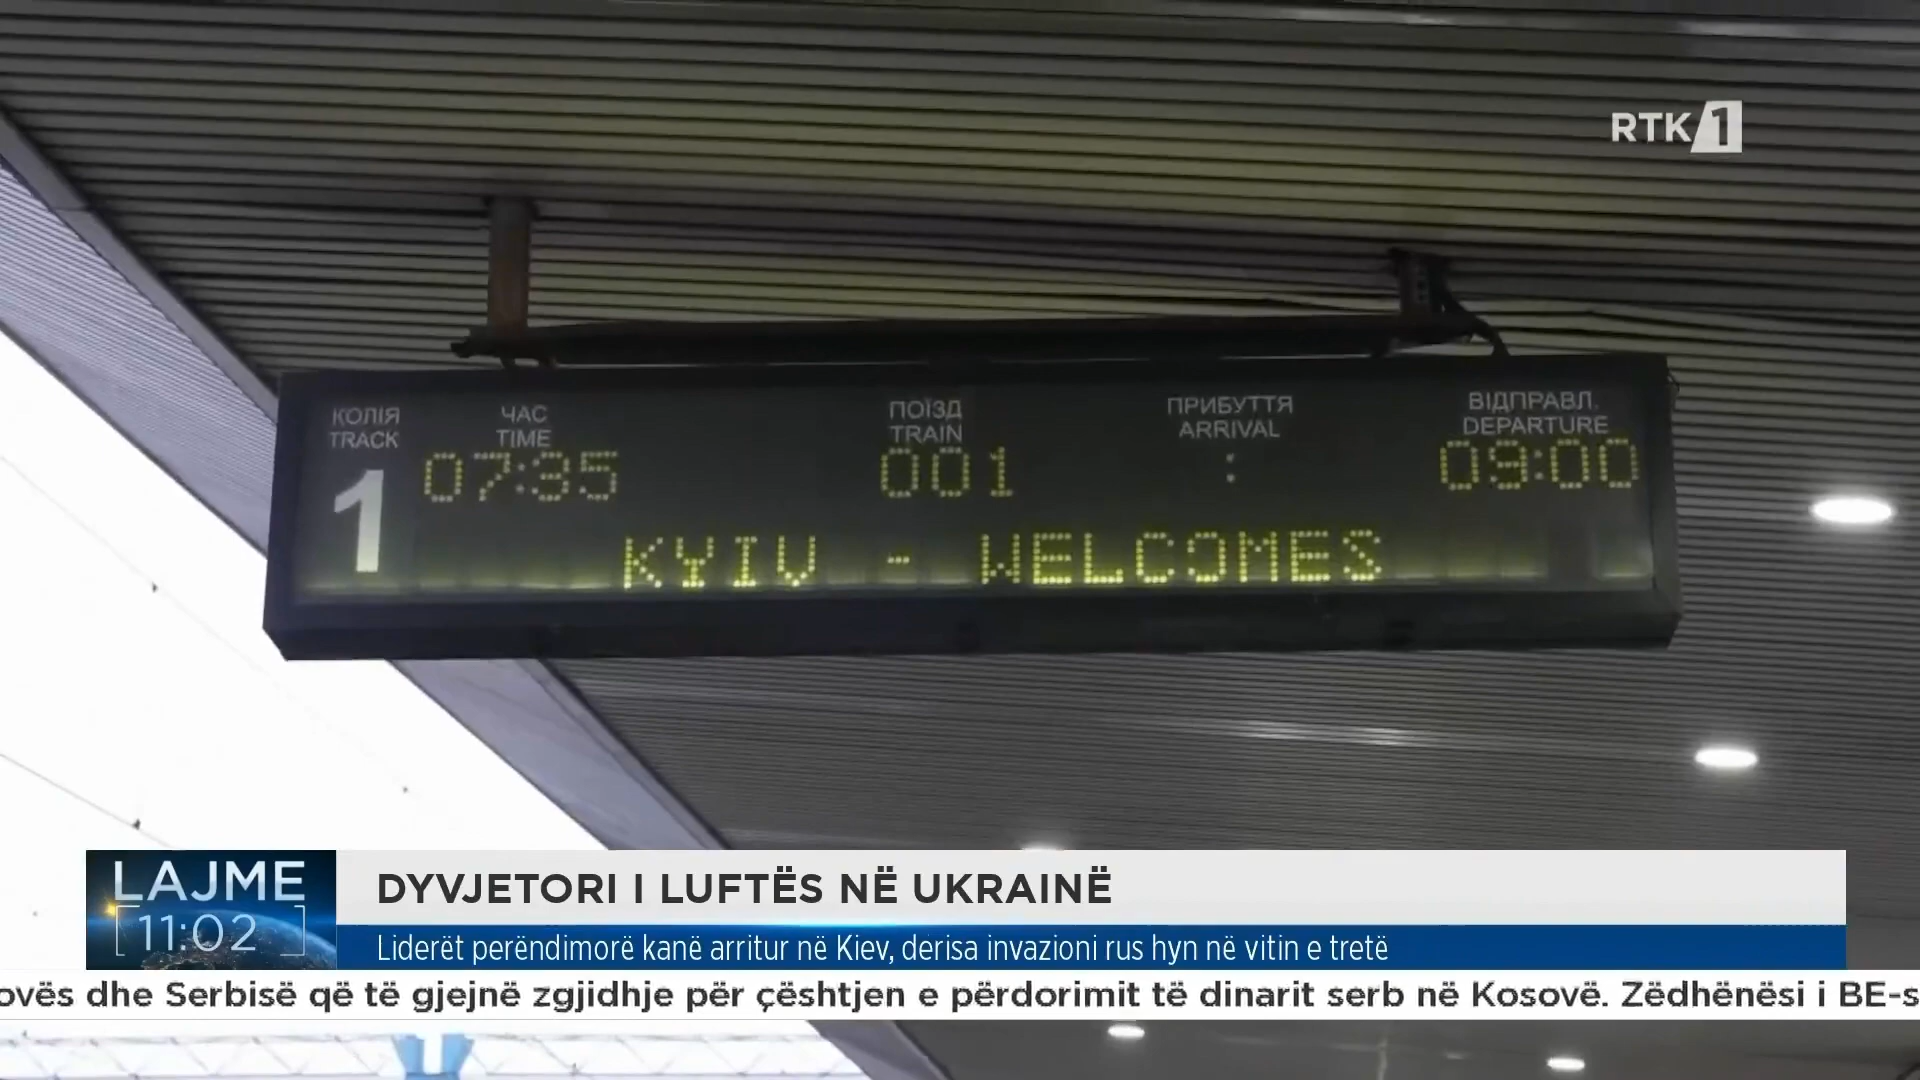 RTK 1
КОЛІЯ
TRACK
1
ЧАС
TIME
07:35
ПОЇЗД
TRAIN
001
ПРИБУТТЯ
ARRIVAL
:
ВІДПРАВЛ.
DEPARTURE
09:00
KYIV - WELCOMES
LAJME
11:02
DYVJETORI I LUFTËS NË UKRAINË
Liderët perëndimorë kanë arritur në Kiev, derisa invazioni rus hyn në vitin e tretë
ovës dhe Serbisë që të gjejnë zgjidhje për çështjen e përdorimit të dinarit serb në Kosovë. Zëdhënësi i BE-s